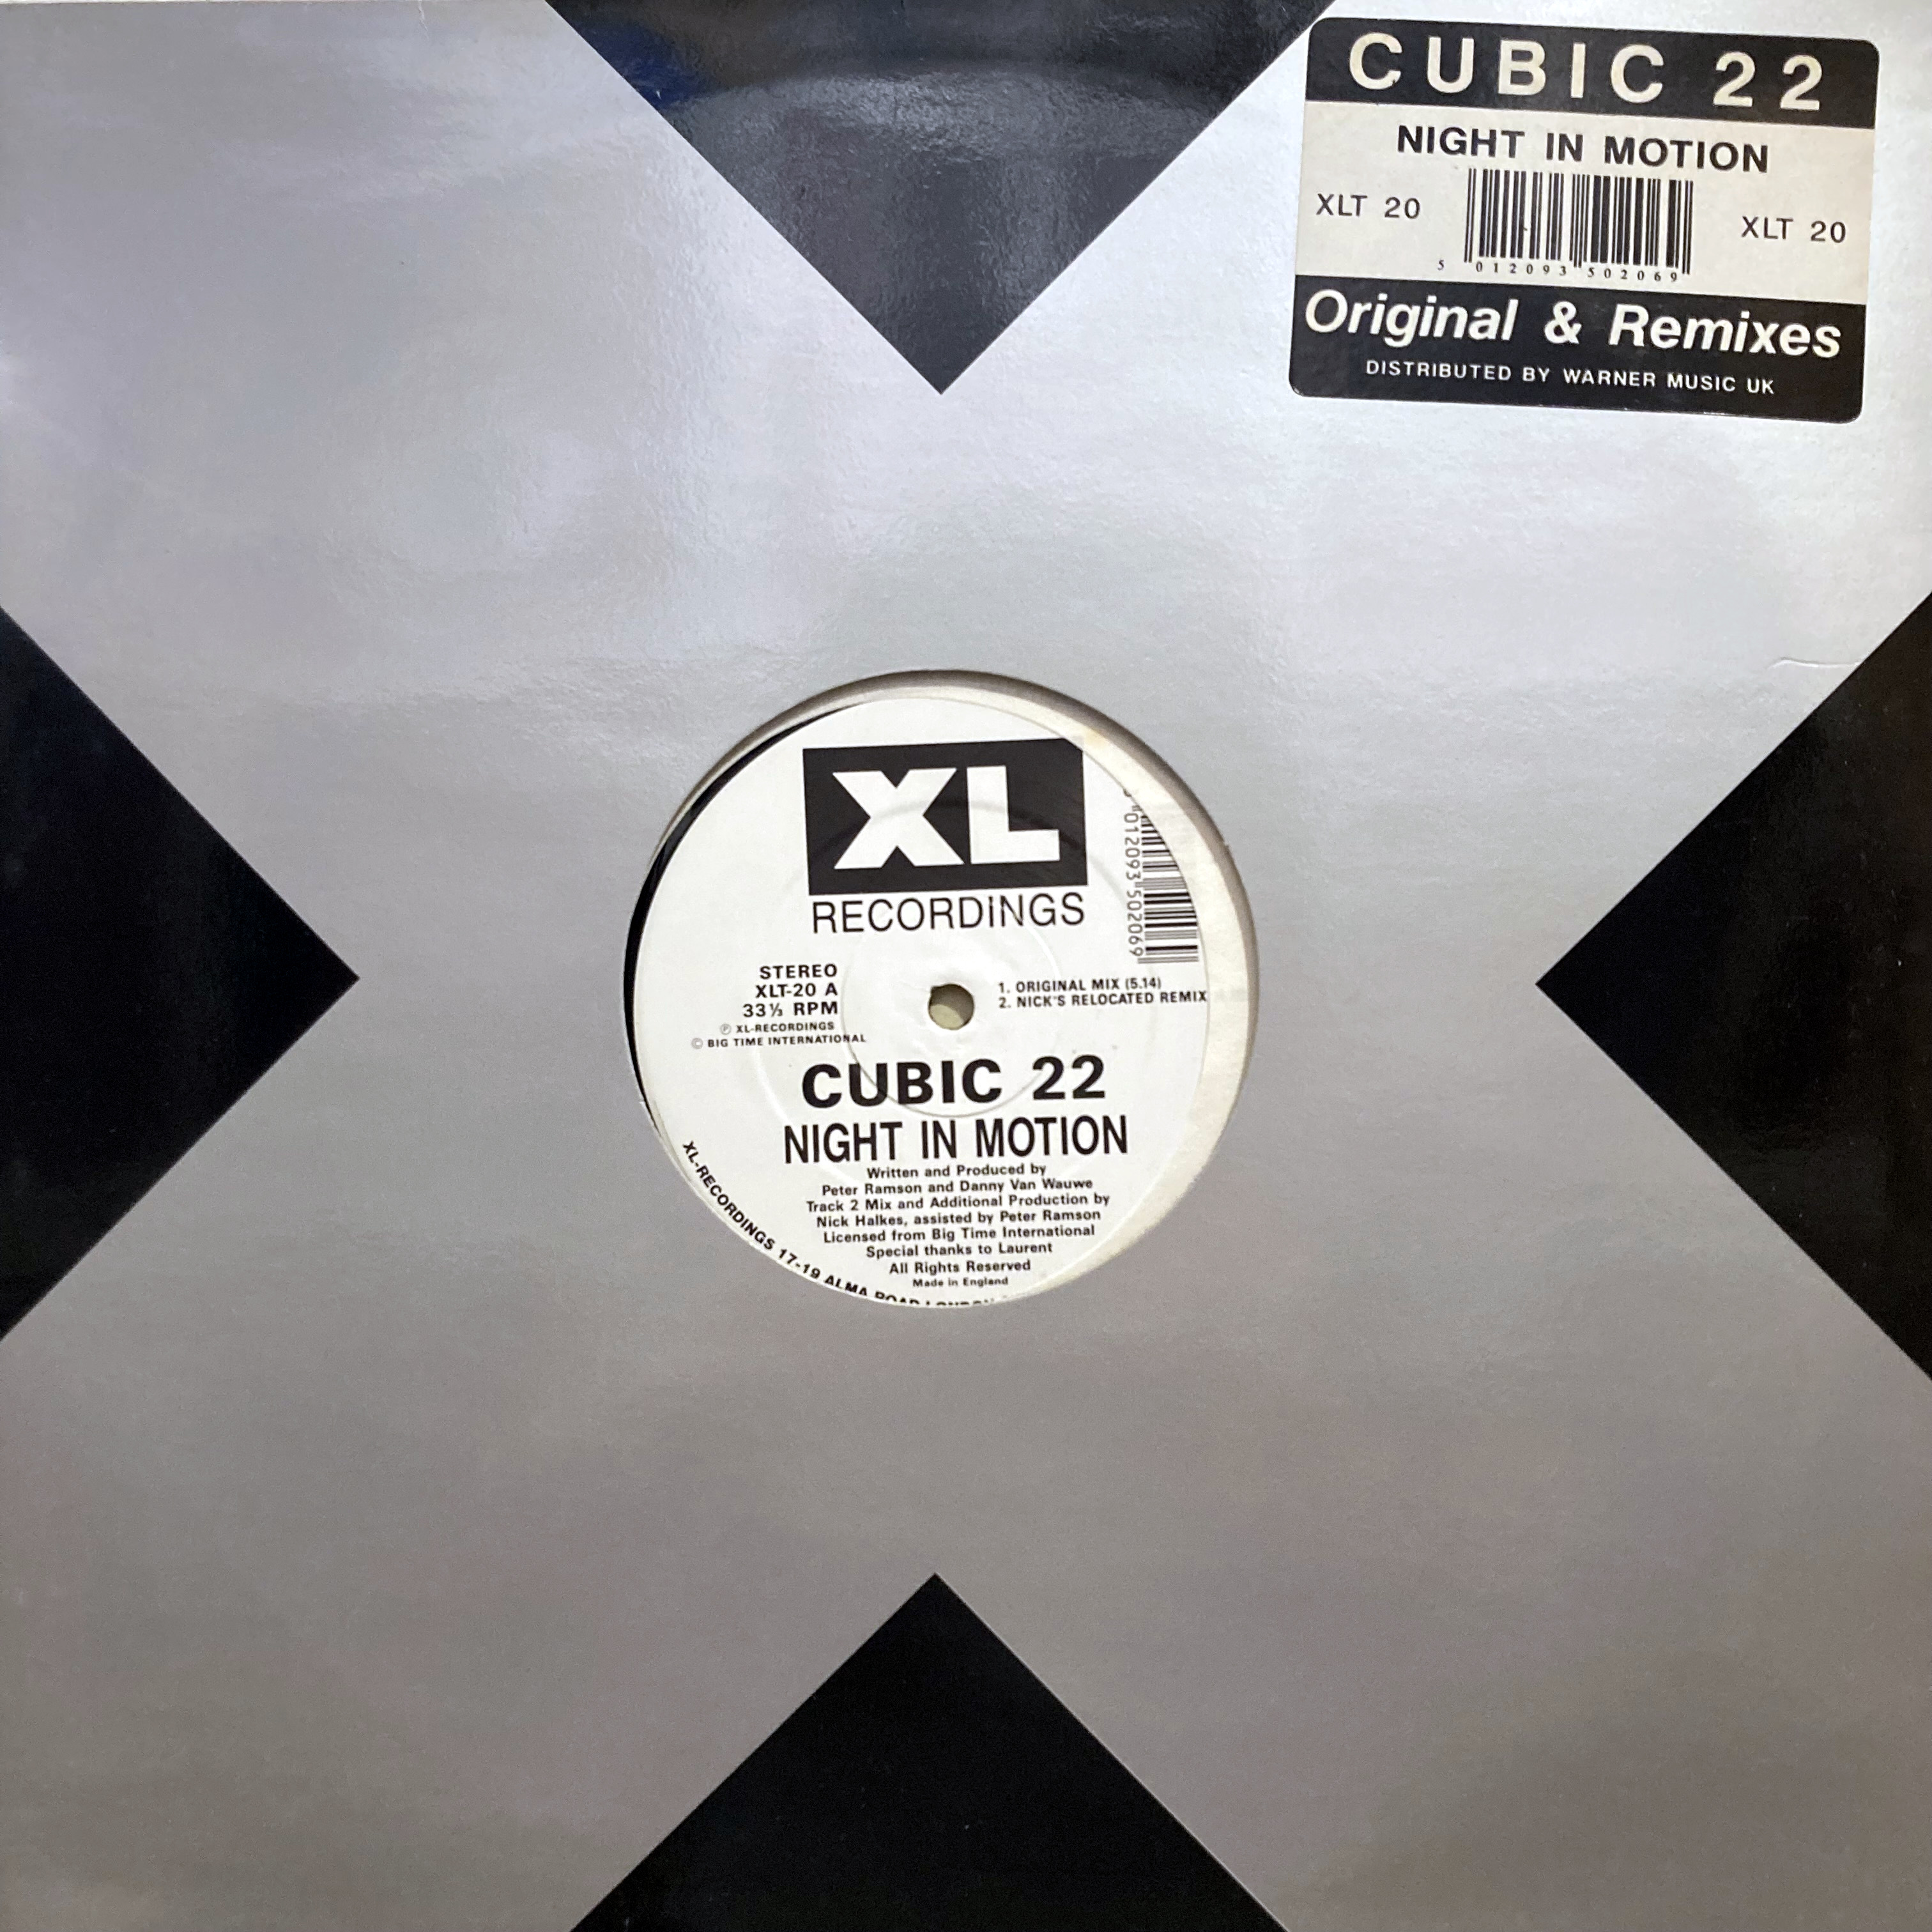 CUBIC 22
NIGHT IN MOTION
XLT 20
XLT 20
5 012093 502069
Original & Remixes
DISTRIBUTED BY WARNER MUSIC UK
XL
RECORDINGS
012093 502069
STEREO
XLT-20 A
33⅓ RPM
Ⓟ XL-RECORDINGS
© BIG TIME INTERNATIONAL
1. ORIGINAL MIX (5.14)
2. NICK'S RELOCATED REMIX
CUBIC 22
NIGHT IN MOTION
Written and Produced by
Peter Ramson and Danny Van Wauwe
Track 2 Mix and Additional Production by
Nick Halkes, assisted by Peter Ramson
Licensed from Big Time International
Special thanks to Laurent
All Rights Reserved
Made in England
XL-RECORDINGS 17-19 ALMA ROAD LONDON